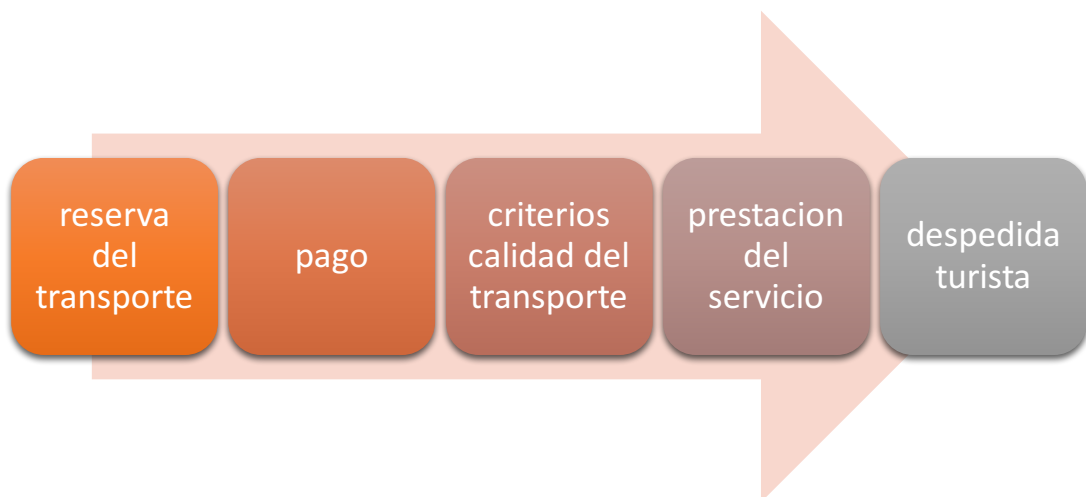 reserva
del
transporte
pago
criterios
calidad del
transporte
prestacion
del
servicio
despedida
turista